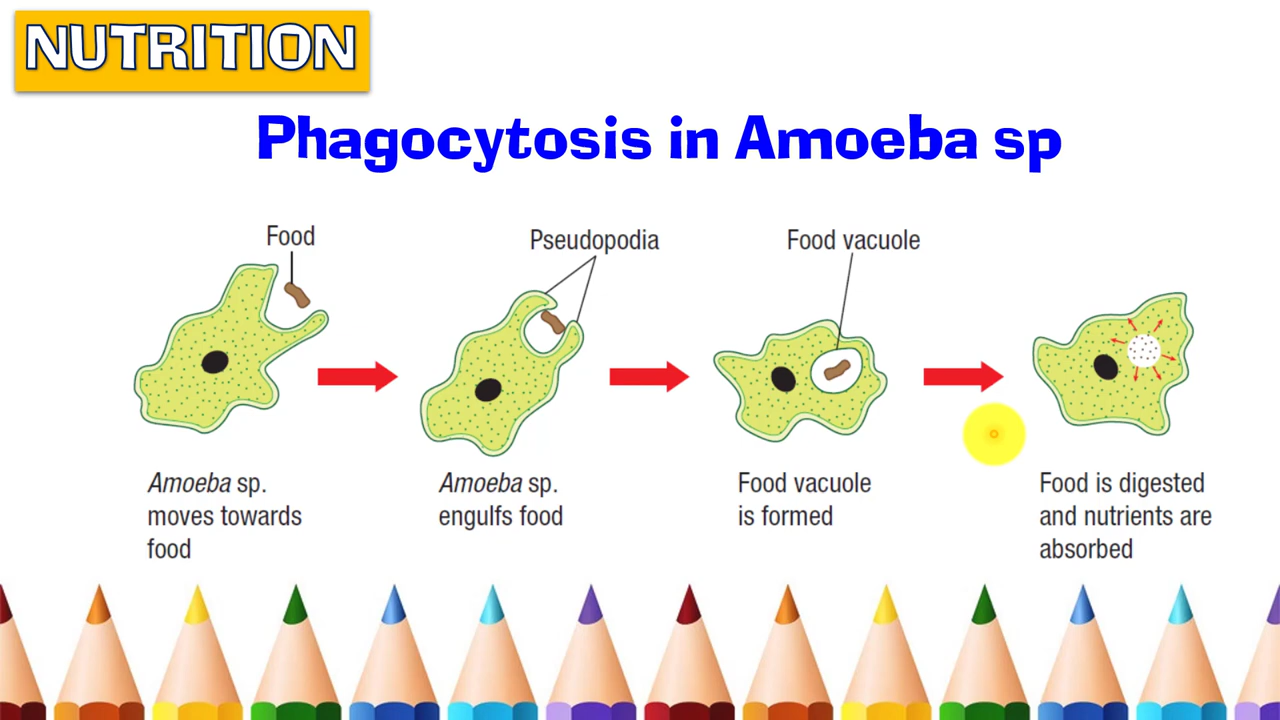 NUTRITION
Phagocytosis in Amoeba sp
Food
Pseudopodia
Food vacuole
Amoeba sp.
moves towards
food
Amoeba sp.
engulfs food
Food vacuole
is formed
Food is digested
and nutrients are
absorbed